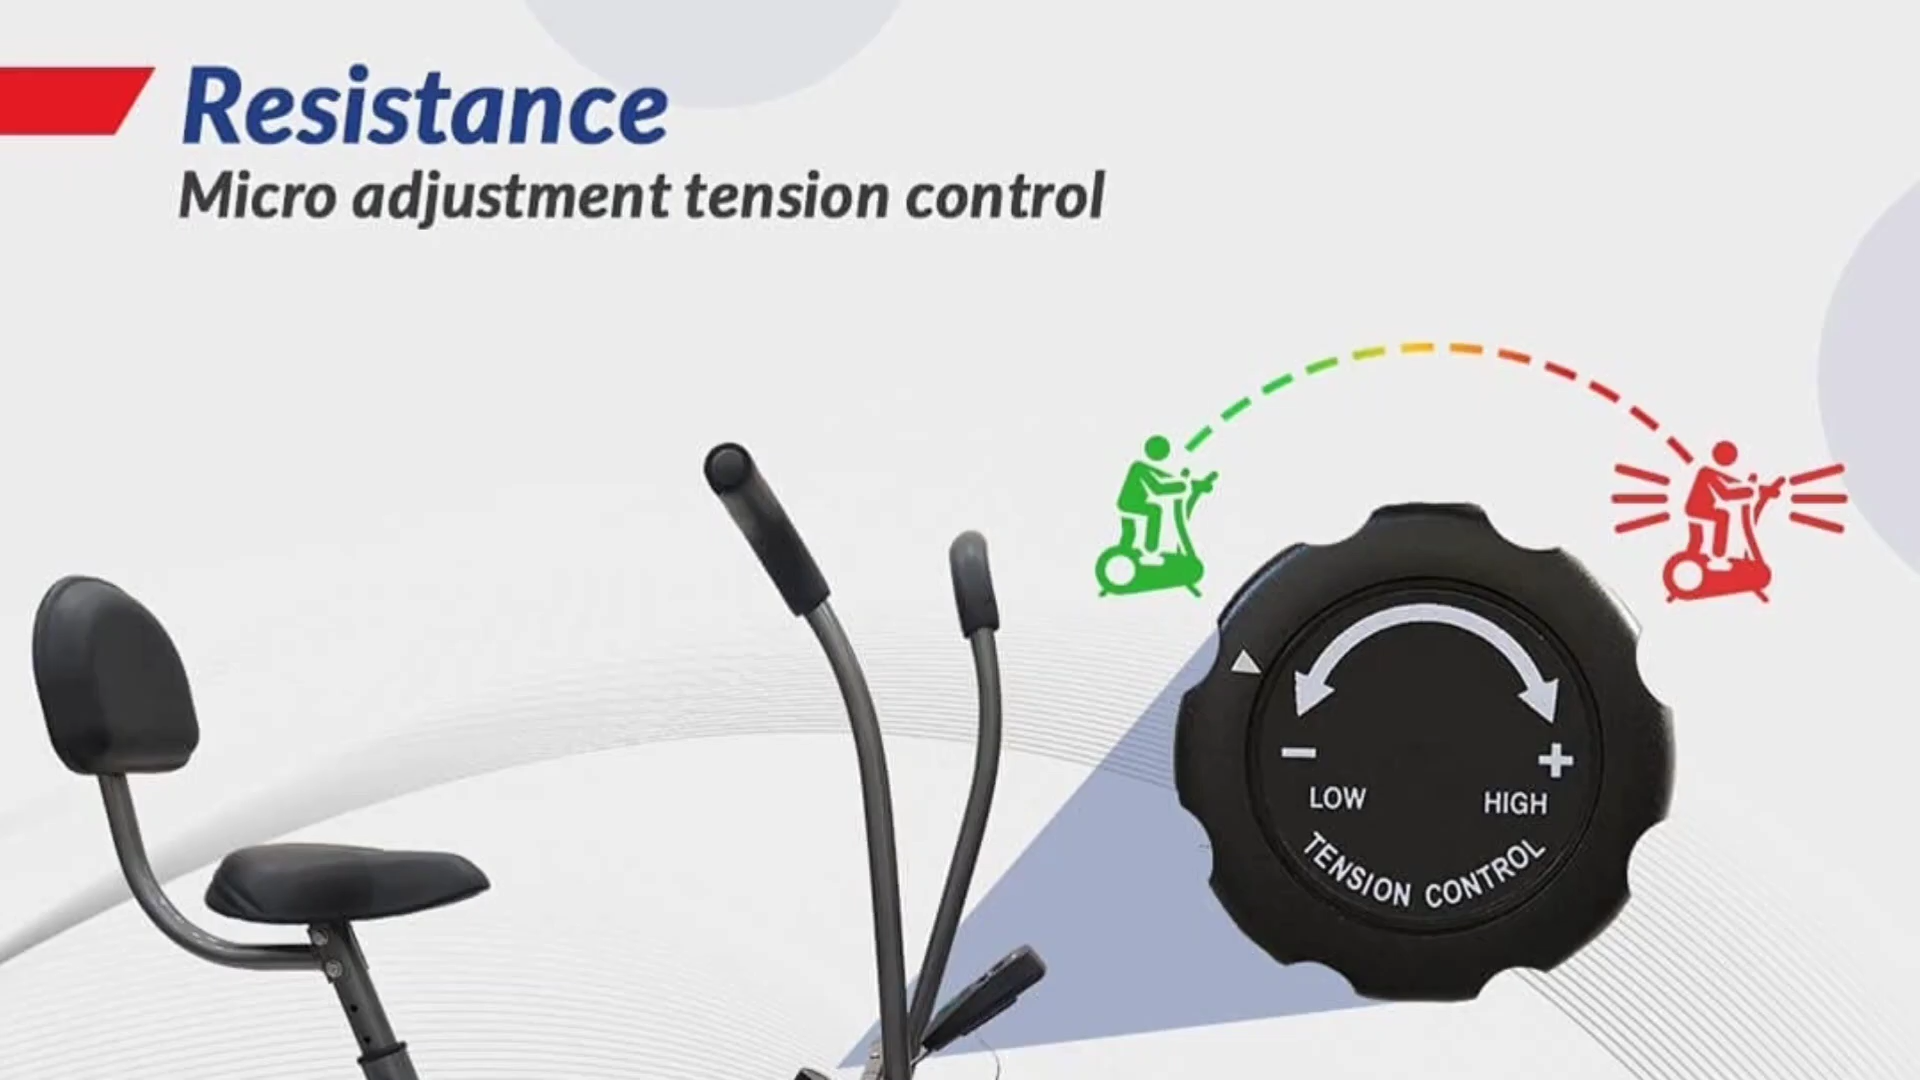 Resistance
Micro adjustment tension control
− +
LOW HIGH
TENSION CONTROL